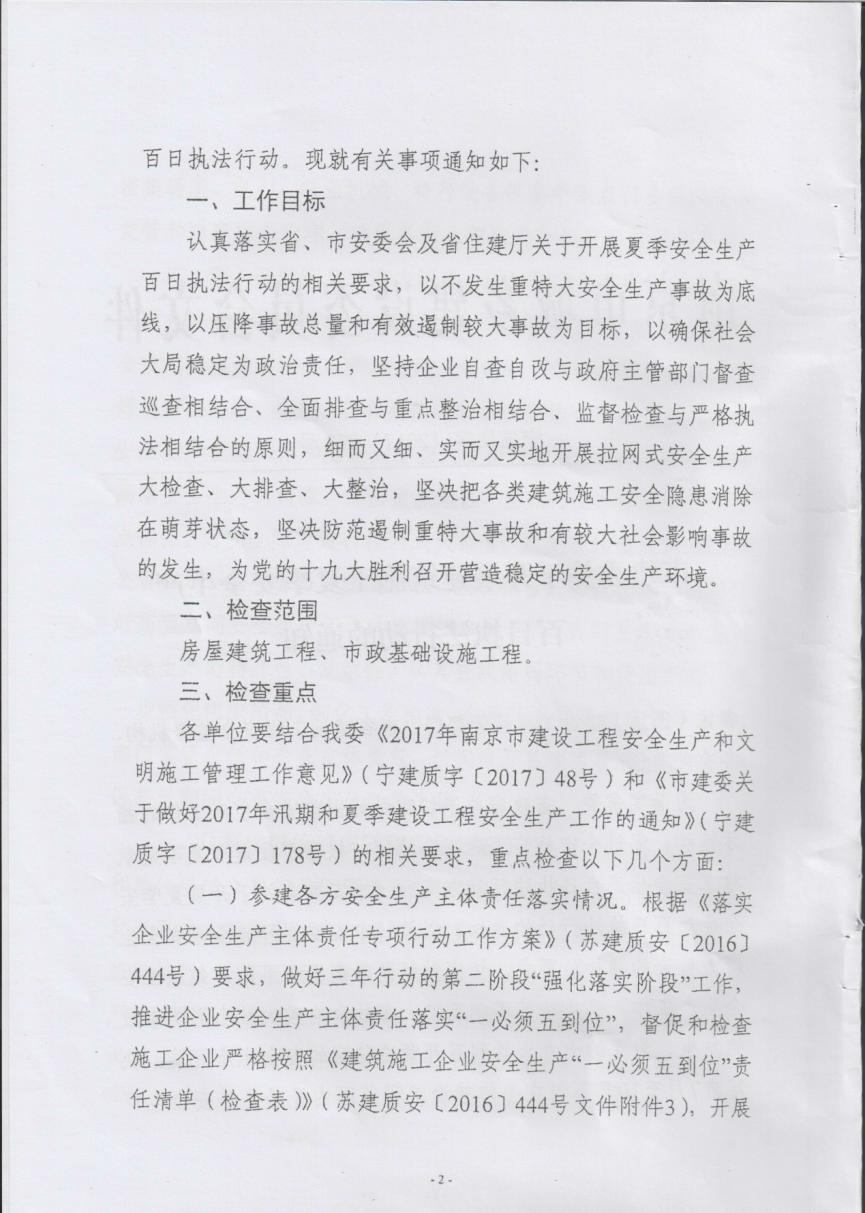 百日执法行动。现就有关事项通知如下:
一、工作目标
认真落实省、市安委会及省住建厅关于开展夏季安全生产
百日执法行动的相关要求，以不发生重特大安全生产事故为底
线，以压降事故总量和有效遏制较大事故为目标，以确保社会
大局稳定为政治责任，坚持企业自查自改与政府主管部门督查
巡查相结合、全面排查与重点整治相结合、监督检查与严格执
法相结合的原则，细而又细、实而又实地开展拉网式安全生产
大检查、大排查、大整治，坚决把各类建筑施工安全隐患消除
在萌芽状态，坚决防范遏制重特大事故和有较大社会影响事故
的发生，为党的十九大胜利召开营造稳定的安全生产环境。
二、检查范围
房屋建筑工程、市政基础设施工程。
三、检查重点
各单位要结合我委《2017年南京市建设工程安全生产和文
明施工管理工作意见》（宁建质字〔2017〕48号）和《市建委关
于做好2017年汛期和夏季建设工程安全生产工作的通知》（宁建
质字〔2017〕178号）的相关要求，重点检查以下几个方面：
（一）参建各方安全生产主体责任落实情况。根据《落实
企业安全生产主体责任专项行动工作方案》（苏建质安〔2016〕
444号）要求，做好三年行动的第二阶段“强化落实阶段”工作，
推进企业安全生产主体责任落实“一必须五到位”，督促和检查
施工企业严格按照《建筑施工企业安全生产“一必须五到位”责
任清单（检查表）》（苏建质安〔2016〕444号文件附件3），开展
- 2 -